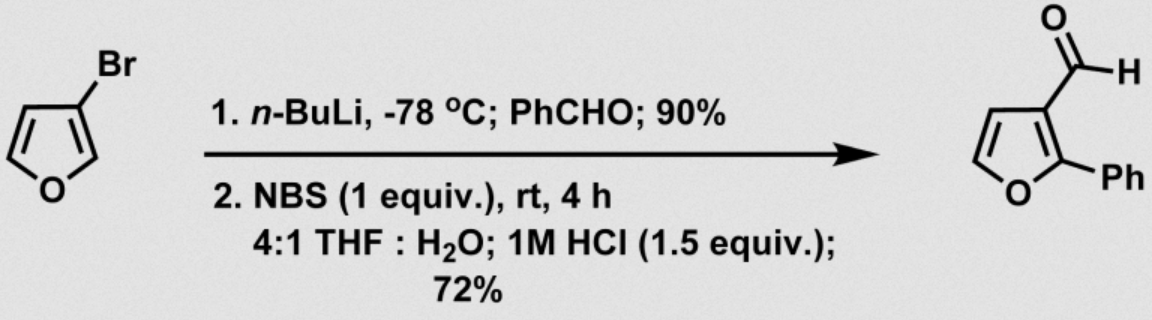 Br
O
1. n-BuLi, -78 ºC; PhCHO; 90%
2. NBS (1 equiv.), rt, 4 h
4:1 THF : H₂O; 1M HCl (1.5 equiv.);
72%
O
H
O
Ph